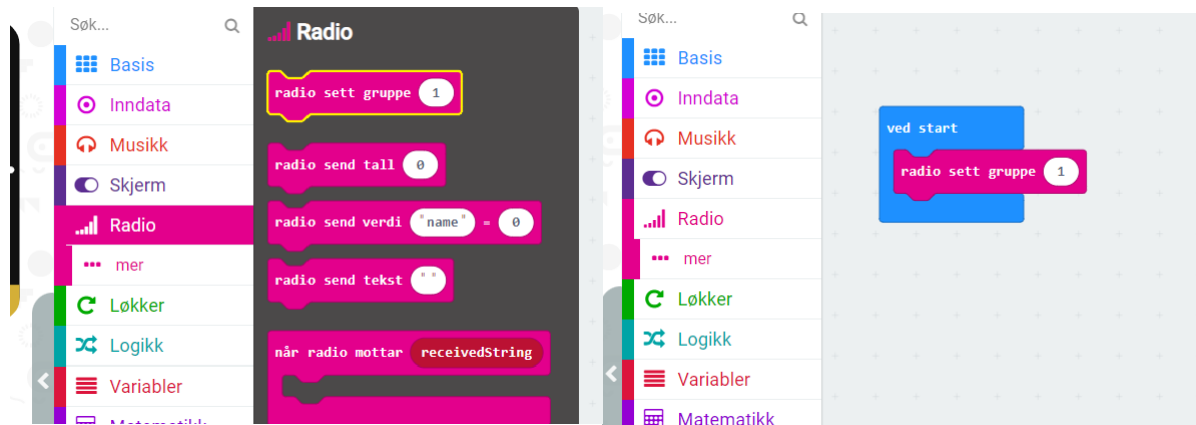 Søk...
Basis
Inndata
Musikk
Skjerm
Radio
mer
Løkker
Logikk
Variabler
Matematikk
Radio
radio sett gruppe 1
radio send tall 0
radio send verdi "name" = 0
radio send tekst " "
når radio mottar receivedString
Søk...
Basis
Inndata
Musikk
Skjerm
Radio
mer
Løkker
Logikk
Variabler
Matematikk
ved start
radio sett gruppe 1